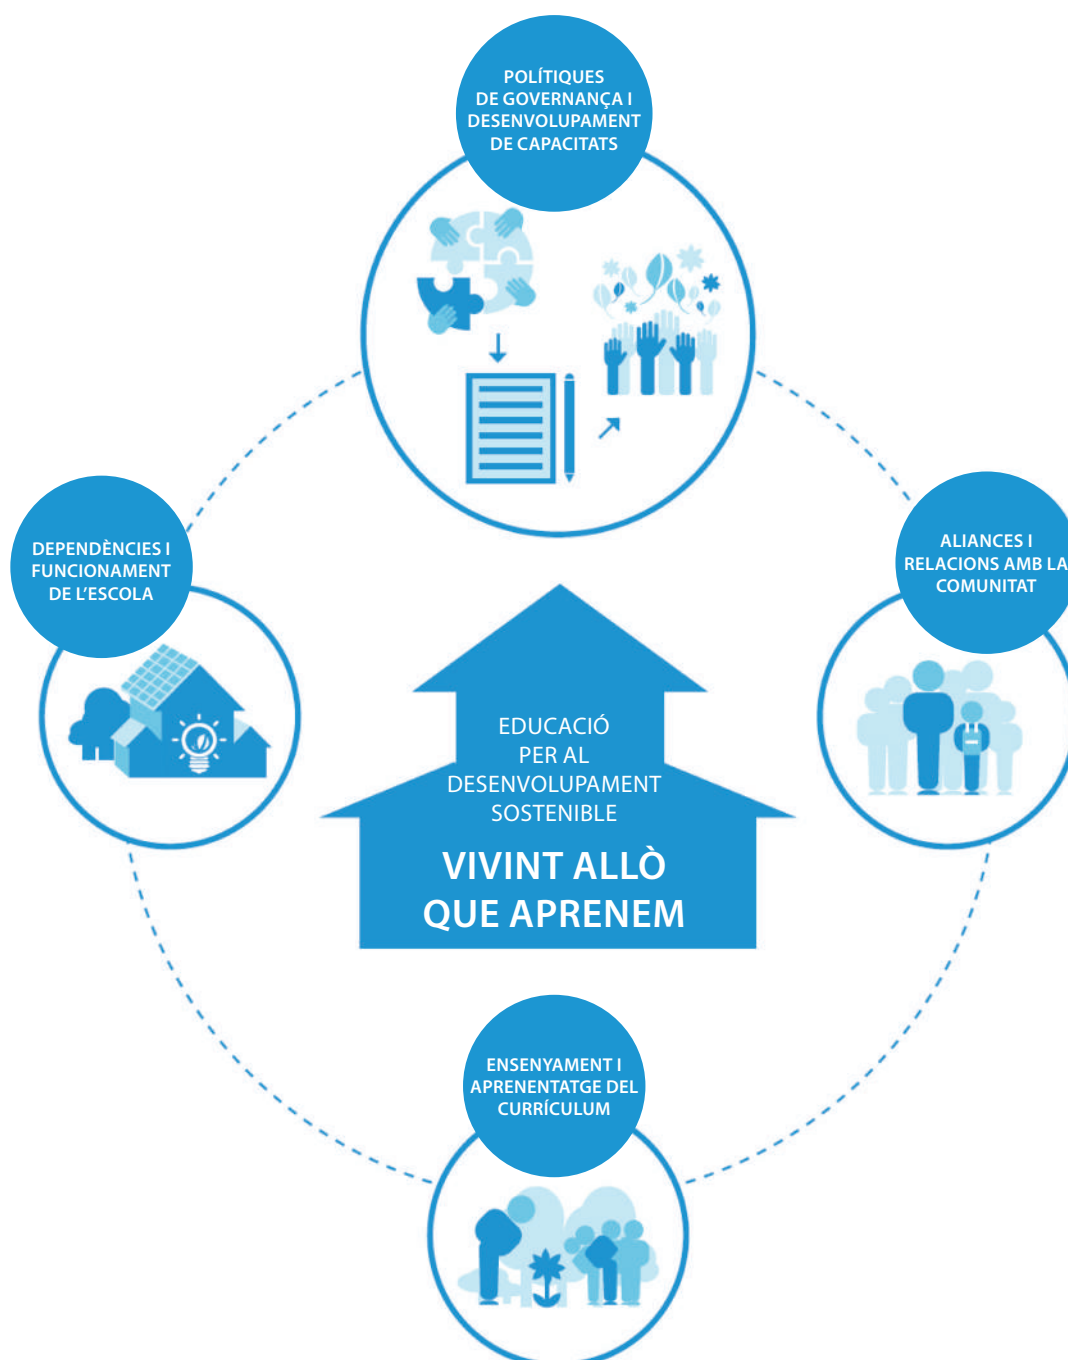 POLÍTIQUES
DE GOVERNANÇA I
DESENVOLUPAMENT
DE CAPACITATS
DEPENDÈNCIES I
FUNCIONAMENT
DE L'ESCOLA
ALIANCES I
RELACIONS AMB LA
COMUNITAT
EDUCACIÓ
PER AL
DESENVOLUPAMENT
SOSTENIBLE
VIVINT ALLÒ
QUE APRENEM
ENSENYAMENT I
APRENENTATGE DEL
CURRÍCULUM